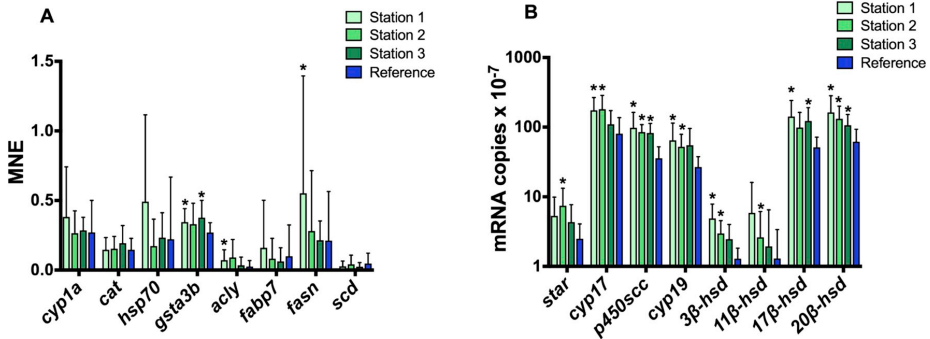 A
Station 1
Station 2
Station 3
Reference
MNE
1.5
1.0
0.5
0.0
* * * *
cyp1a
cat
hsp70
gsta3b
acly
fabp7
fasn
scd
B
Station 1
Station 2
Station 3
Reference
mRNA copies x 10-7
1000
100
10
1
* * * * * * * * * * * * * * * *
star
cyp17
p450scc
cyp19
3β-hsd
11β-hsd
17β-hsd
20β-hsd